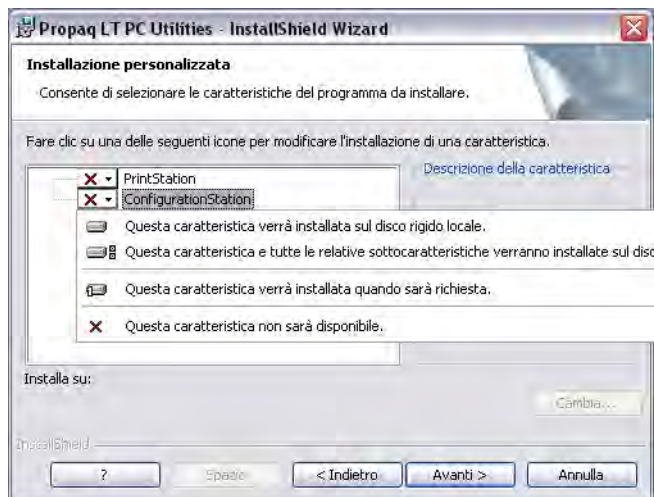 Propaq LT PC Utilities - InstallShield Wizard
Installazione personalizzata
Consente di selezionare le caratteristiche del programma da installare.
Fare clic su una delle seguenti icone per modificare l'installazione di una caratteristica.
PrintStation
Descrizione della caratteristica
ConfigurationStation
Questa caratteristica verrà installata sul disco rigido locale.
Questa caratteristica e tutte le relative sottocaratteristiche verranno installate sul disc
Questa caratteristica verrà installata quando sarà richiesta.
Questa caratteristica non sarà disponibile.
Installa su:
Cambia...
InstallShield
? Spazio < Indietro Avanti > Annulla